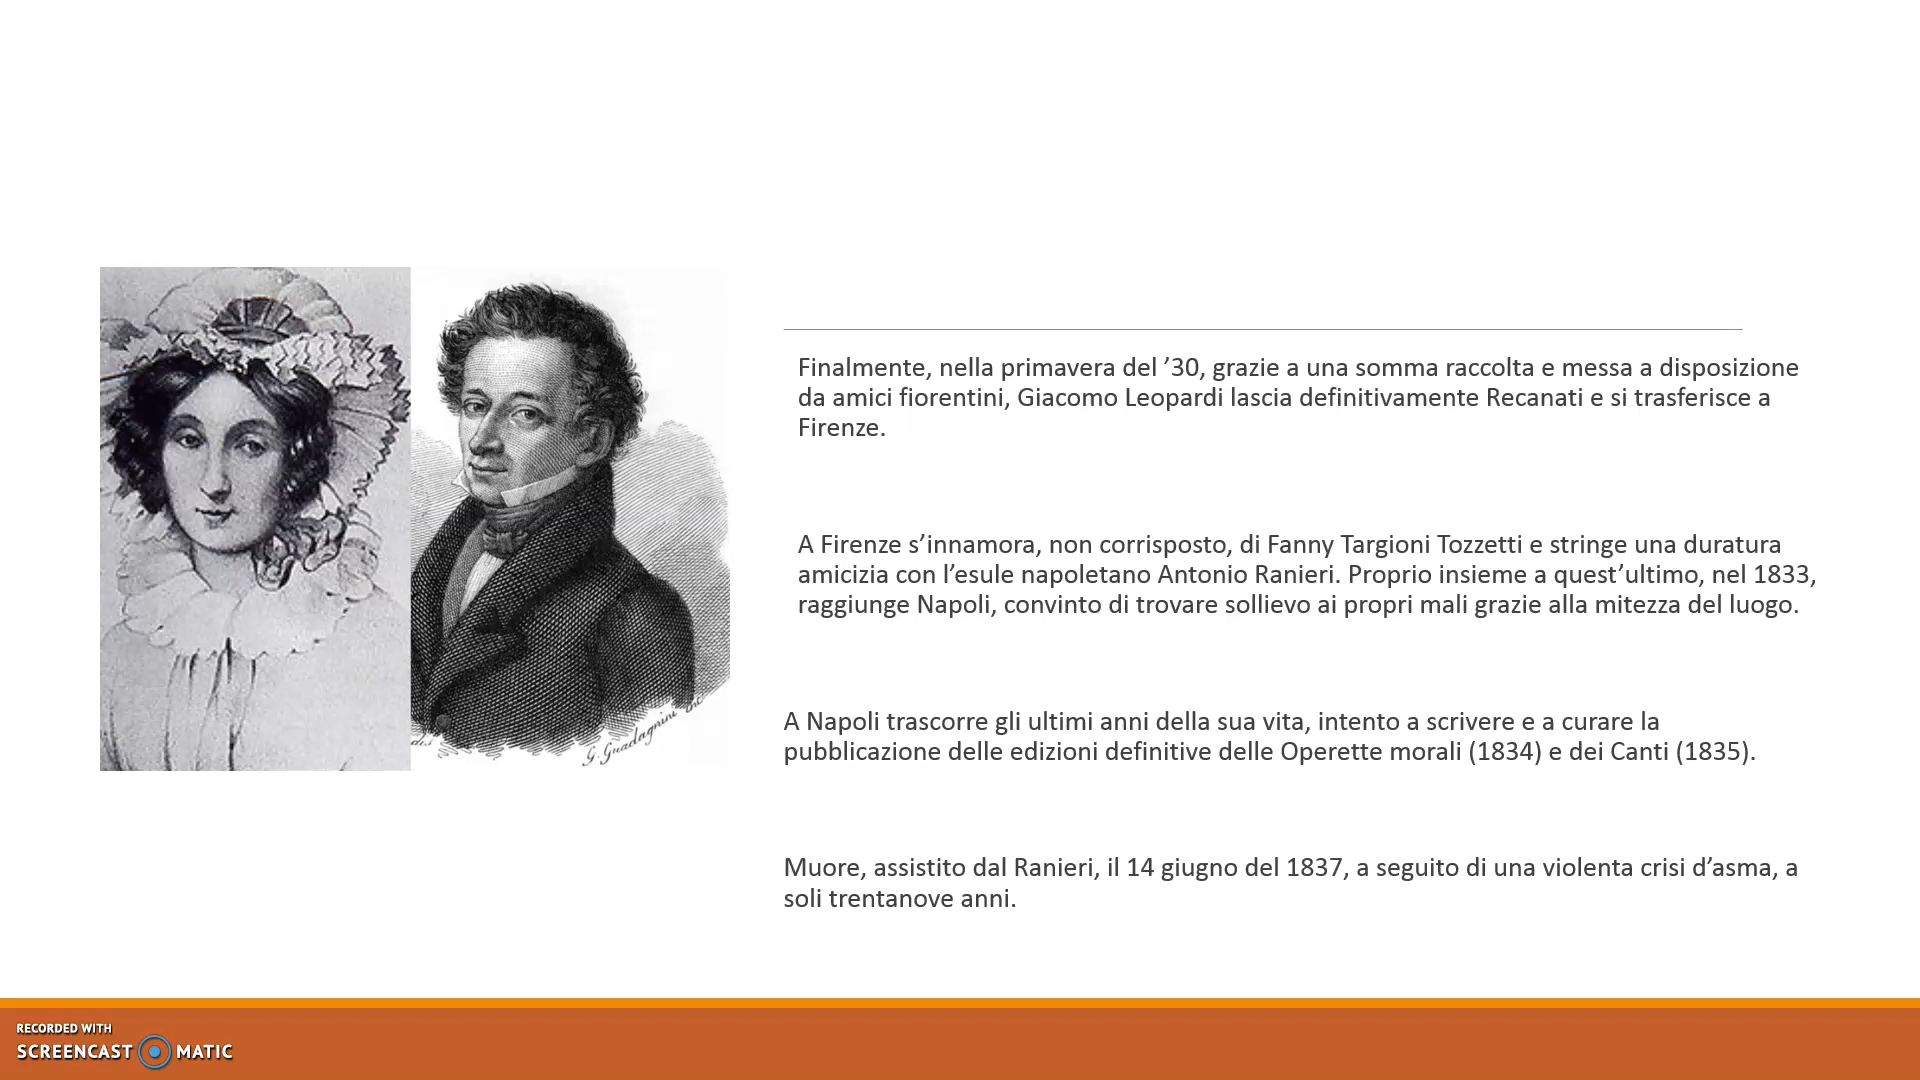 Finalmente, nella primavera del ’30, grazie a una somma raccolta e messa a disposizione
da amici fiorentini, Giacomo Leopardi lascia definitivamente Recanati e si trasferisce a
Firenze.
A Firenze s’innamora, non corrisposto, di Fanny Targioni Tozzetti e stringe una duratura
amicizia con l’esule napoletano Antonio Ranieri. Proprio insieme a quest’ultimo, nel 1833,
raggiunge Napoli, convinto di trovare sollievo ai propri mali grazie alla mitezza del luogo.
A Napoli trascorre gli ultimi anni della sua vita, intento a scrivere e a curare la
pubblicazione delle edizioni definitive delle Operette morali (1834) e dei Canti (1835).
Muore, assistito dal Ranieri, il 14 giugno del 1837, a seguito di una violenta crisi d’asma, a
soli trentanove anni.
dis
G. Guadagnini inc
RECORDED WITH
SCREENCAST MATIC